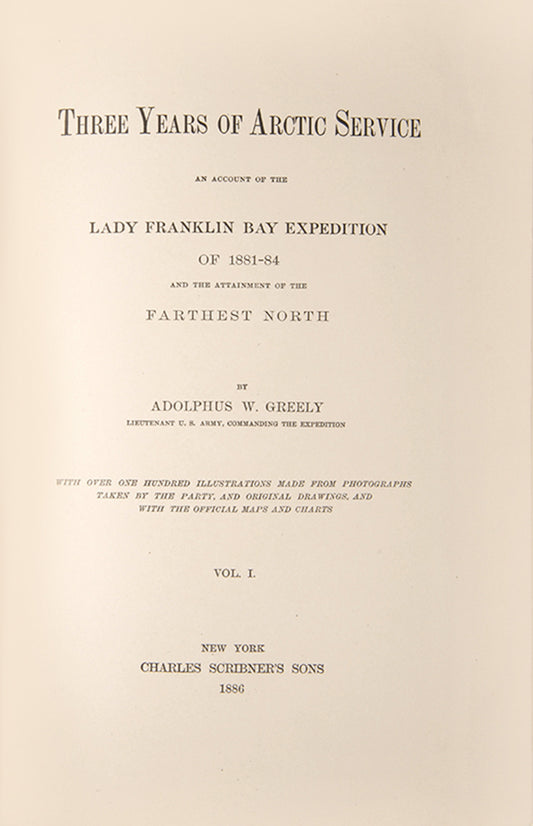 THREE YEARS OF ARCTIC SERVICE
AN ACCOUNT OF THE
LADY FRANKLIN BAY EXPEDITION
OF 1881-84
AND THE ATTAINMENT OF THE
FARTHEST NORTH
BY
ADOLPHUS W. GREELY
LIEUTENANT U. S. ARMY, COMMANDING THE EXPEDITION
WITH OVER ONE HUNDRED ILLUSTRATIONS MADE FROM PHOTOGRAPHS
TAKEN BY THE PARTY, AND ORIGINAL DRAWINGS, AND
WITH THE OFFICIAL MAPS AND CHARTS
VOL. I.
NEW YORK
CHARLES SCRIBNER'S SONS
1886